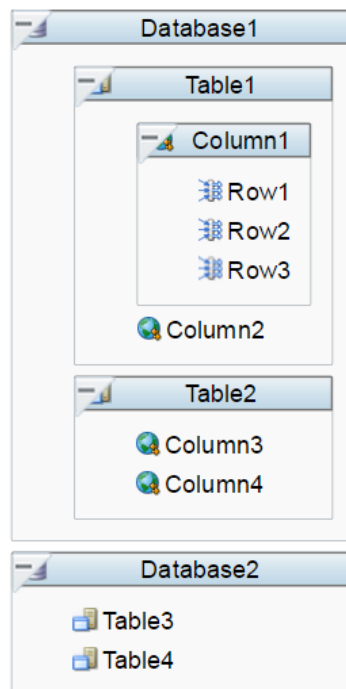 Database1
Table1
Column1
Row1
Row2
Row3
Column2
Table2
Column3
Column4
Database2
Table3
Table4